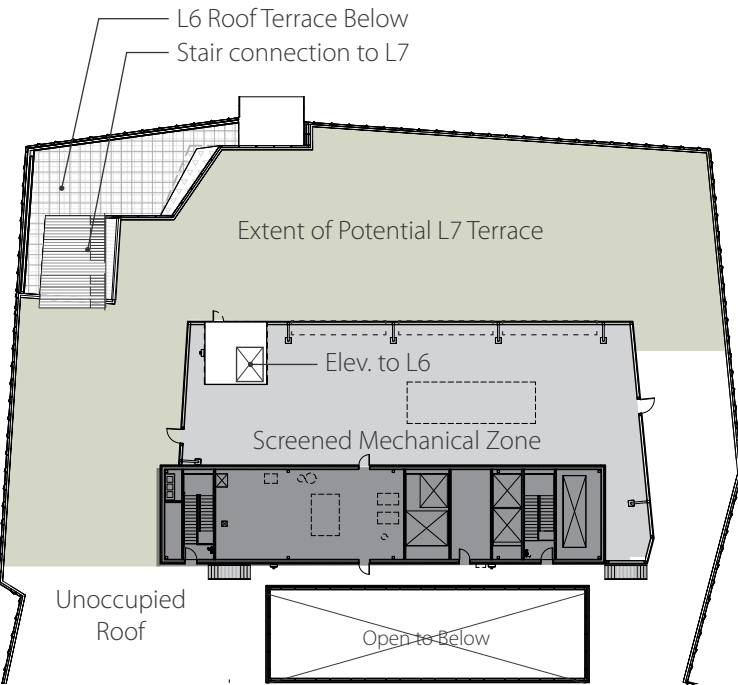 L6 Roof Terrace Below
Stair connection to L7
Extent of Potential L7 Terrace
Elev. to L6
Screened Mechanical Zone
Unoccupied
Roof
Open to Below